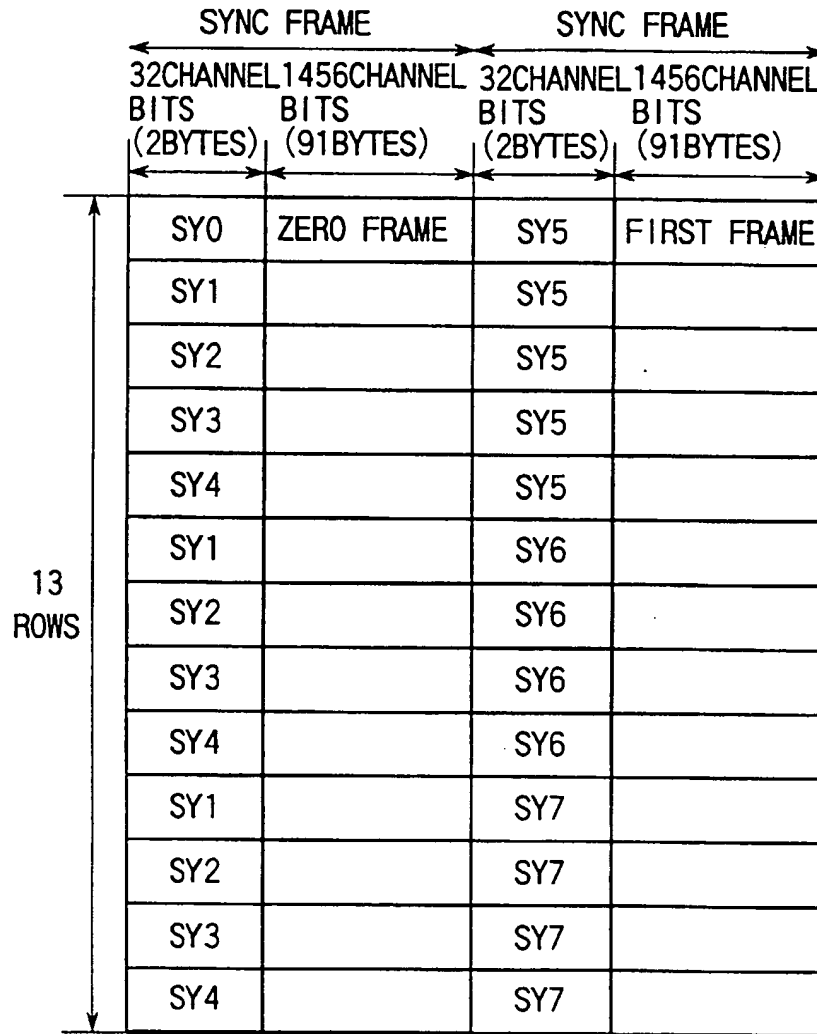 SYNC FRAME SYNC FRAME
32CHANNEL 1456CHANNEL 32CHANNEL 1456CHANNEL
BITS BITS BITS BITS
(2BYTES) (91BYTES) (2BYTES) (91BYTES)
SY0 ZERO FRAME SY5 FIRST FRAME
SY1 SY5
SY2 SY5
SY3 SY5
SY4 SY5
SY1 SY6
13
ROWS
SY2 SY6
SY3 SY6
SY4 SY6
SY1 SY7
SY2 SY7
SY3 SY7
SY4 SY7